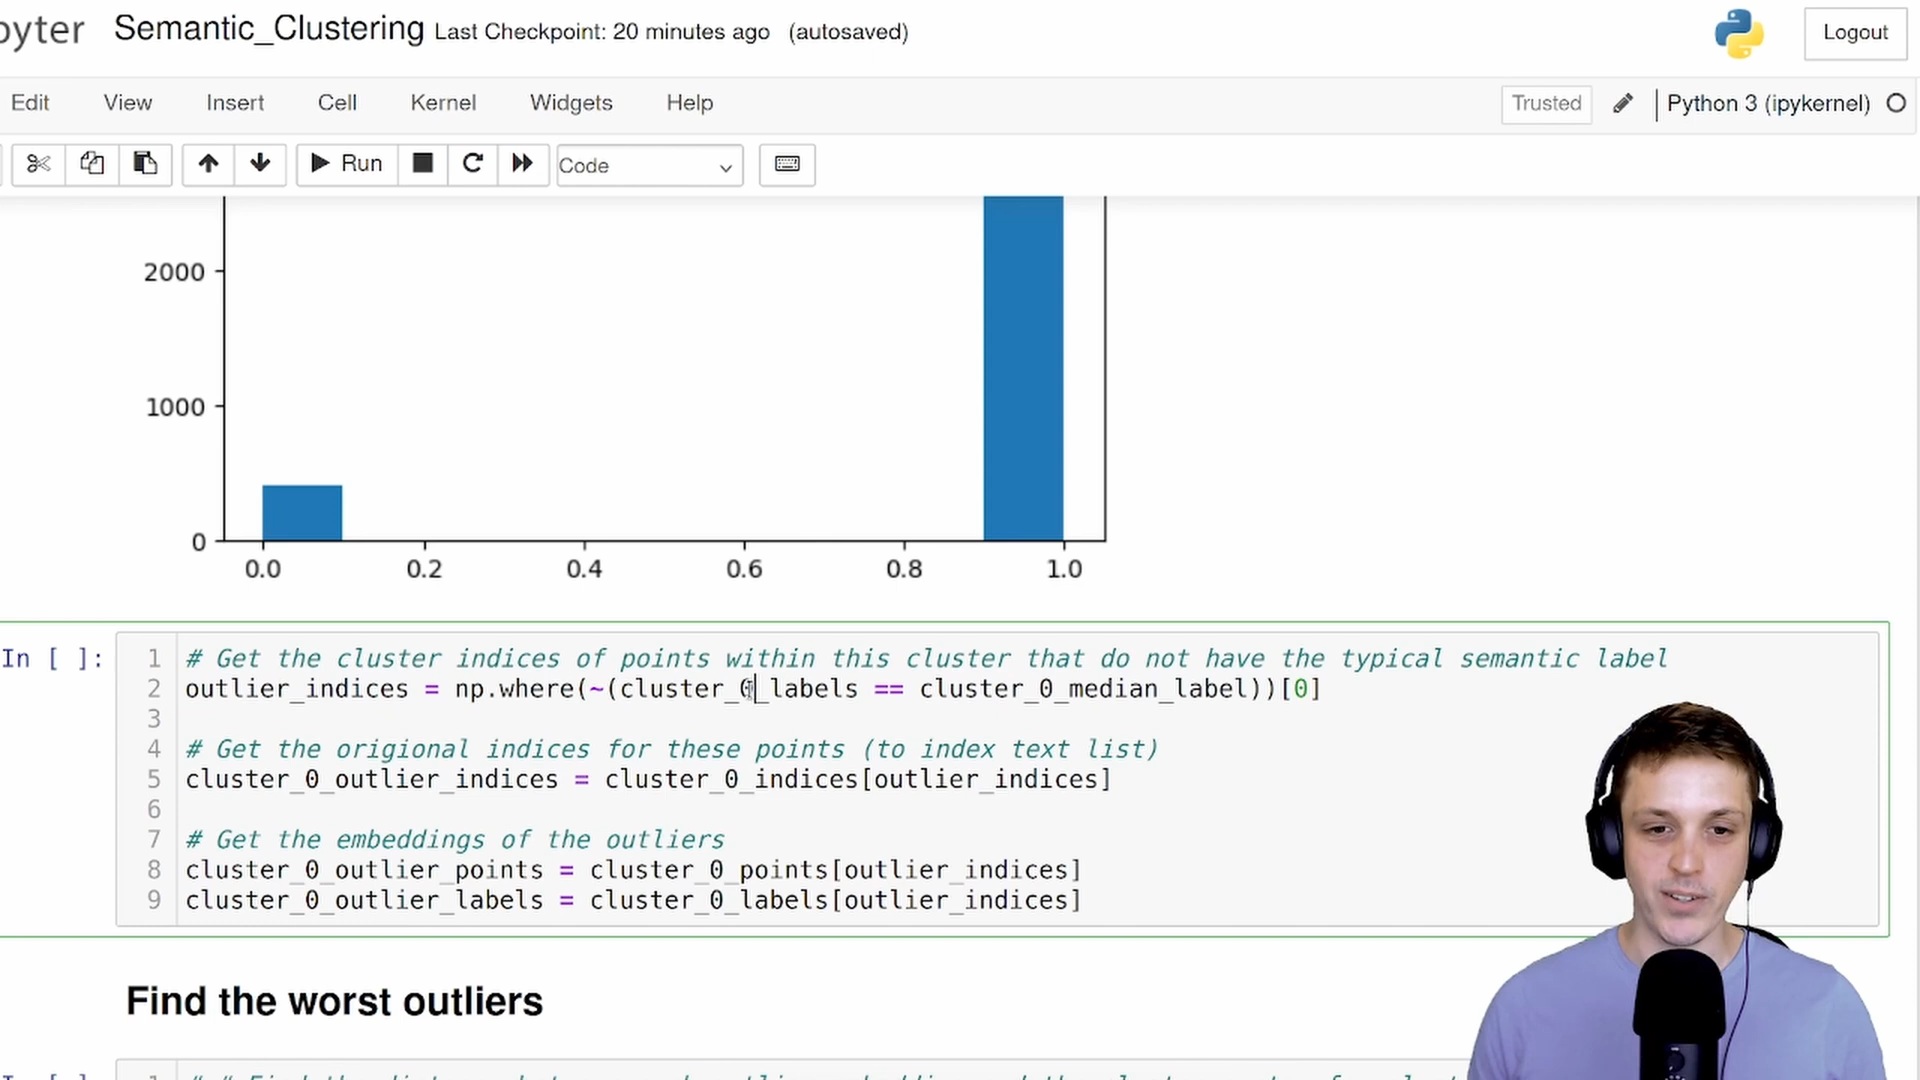 pyter Semantic_Clustering Last Checkpoint: 20 minutes ago (autosaved) Logout
Edit View Insert Cell Kernel Widgets Help Trusted Python 3 (ipykernel)
Run Code
2000
1000
0
0.0 0.2 0.4 0.6 0.8 1.0
In [ ]:
1 # Get the cluster indices of points within this cluster that do not have the typical semantic label
2 outlier_indices = np.where(~(cluster_0_labels == cluster_0_median_label))[0]
3
4 # Get the origional indices for these points (to index text list)
5 cluster_0_outlier_indices = cluster_0_indices[outlier_indices]
6
7 # Get the embeddings of the outliers
8 cluster_0_outlier_points = cluster_0_points[outlier_indices]
9 cluster_0_outlier_labels = cluster_0_labels[outlier_indices]
Find the worst outliers